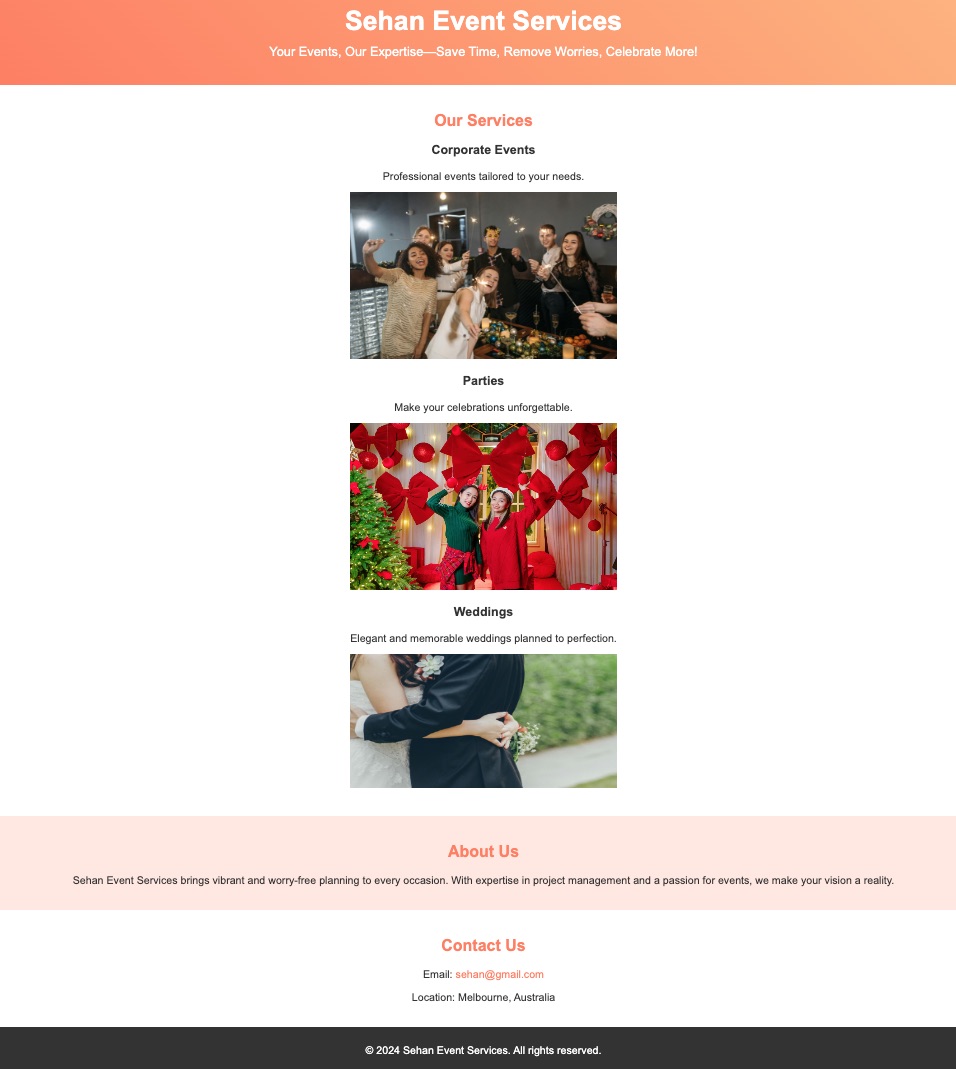 Sehan Event Services
Your Events, Our Expertise—Save Time, Remove Worries, Celebrate More!
Our Services
Corporate Events
Professional events tailored to your needs.
Parties
Make your celebrations unforgettable.
Weddings
Elegant and memorable weddings planned to perfection.
About Us
Sehan Event Services brings vibrant and worry-free planning to every occasion. With expertise in project management and a passion for events, we make your vision a reality.
Contact Us
Email: sehan@gmail.com
Location: Melbourne, Australia
© 2024 Sehan Event Services. All rights reserved.